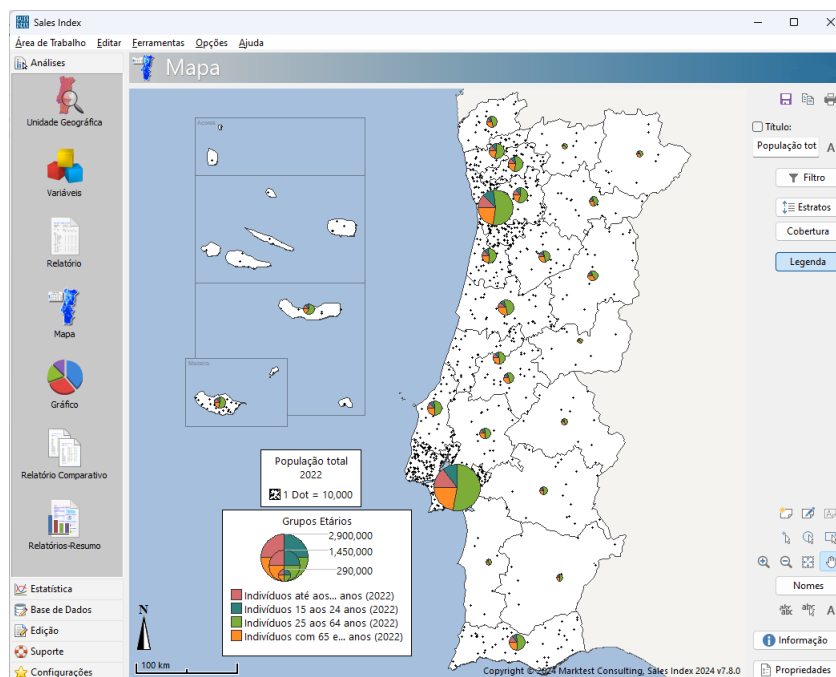 Sales Index
Área de Trabalho Editar Ferramentas Opções Ajuda
Análises
Mapa
Unidade Geográfica
Variáveis
Relatório
Mapa
Gráfico
Relatório Comparativo
Relatórios-Resumo
Estatística
Base de Dados
Edição
Suporte
Configurações
Açores
Madeira
População total
2022
1 Dot = 10,000
Grupos Etários
2,900,000
1,450,000
290,000
Indivíduos até aos... anos (2022)
Indivíduos 15 aos 24 anos (2022)
Indivíduos 25 aos 64 anos (2022)
Indivíduos com 65 e... anos (2022)
N
100 km
Copyright © 2024 Marktest Consulting, Sales Index 2024 v7.8.0
Título:
População tot A
Filtro
Estratos
Cobertura
Legenda
Nomes
abc abc abc A
Informação
Propriedades